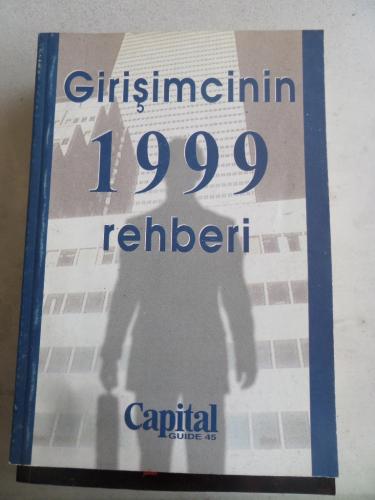 Girişimcinin
1999
rehberi
Capital
GUIDE 45